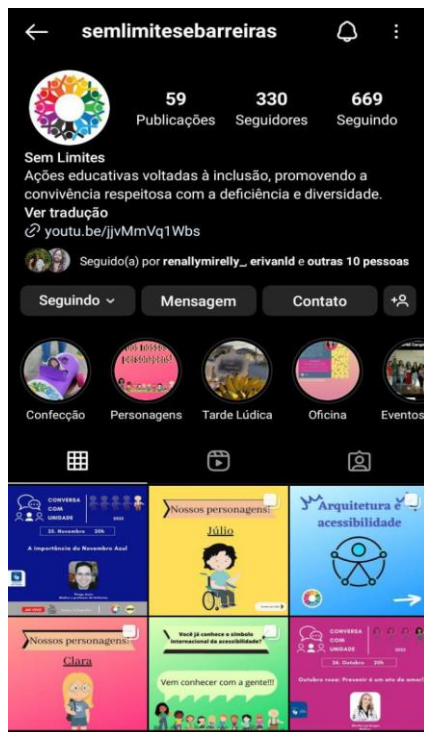 semlimitesebarreiras
59 330 669
Publicações Seguidores Seguindo
Sem Limites
Ações educativas voltadas à inclusão, promovendo a
convivência respeitosa com a deficiência e diversidade.
Ver tradução
youtu.be/jjvMmVq1Wbs
Seguido(a) por renallymirelly_, erivanld e outras 10 pessoas
Seguindo Mensagem Contato
personagens!
Confecção Personagens Tarde Lúdica Oficina Eventos
CONVERSA
COM
UNIDADE
2022
25. Novembro 20h
A importância do Novembro Azul
Nossos personagens:
Júlio
Arquitetura e
acessibilidade
Nossos personagens:
Clara
Você já conhece o símbolo
internacional da acessibilidade?
Vem conhecer com a gente!!!
CONVERSA
COM
UNIDADE
26. Outubro 20h
Outubro rosa: Prevenir é um ato de amor!